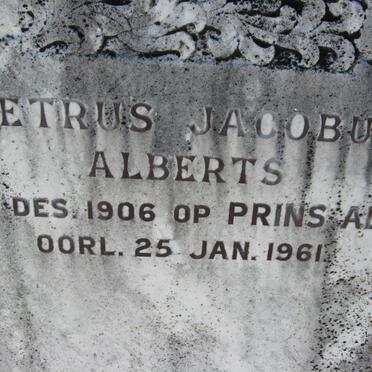 ETRUS JACOBU
ALBERTS
DES. 1906 OP PRINS AL
OORL. 25 JAN. 1961.